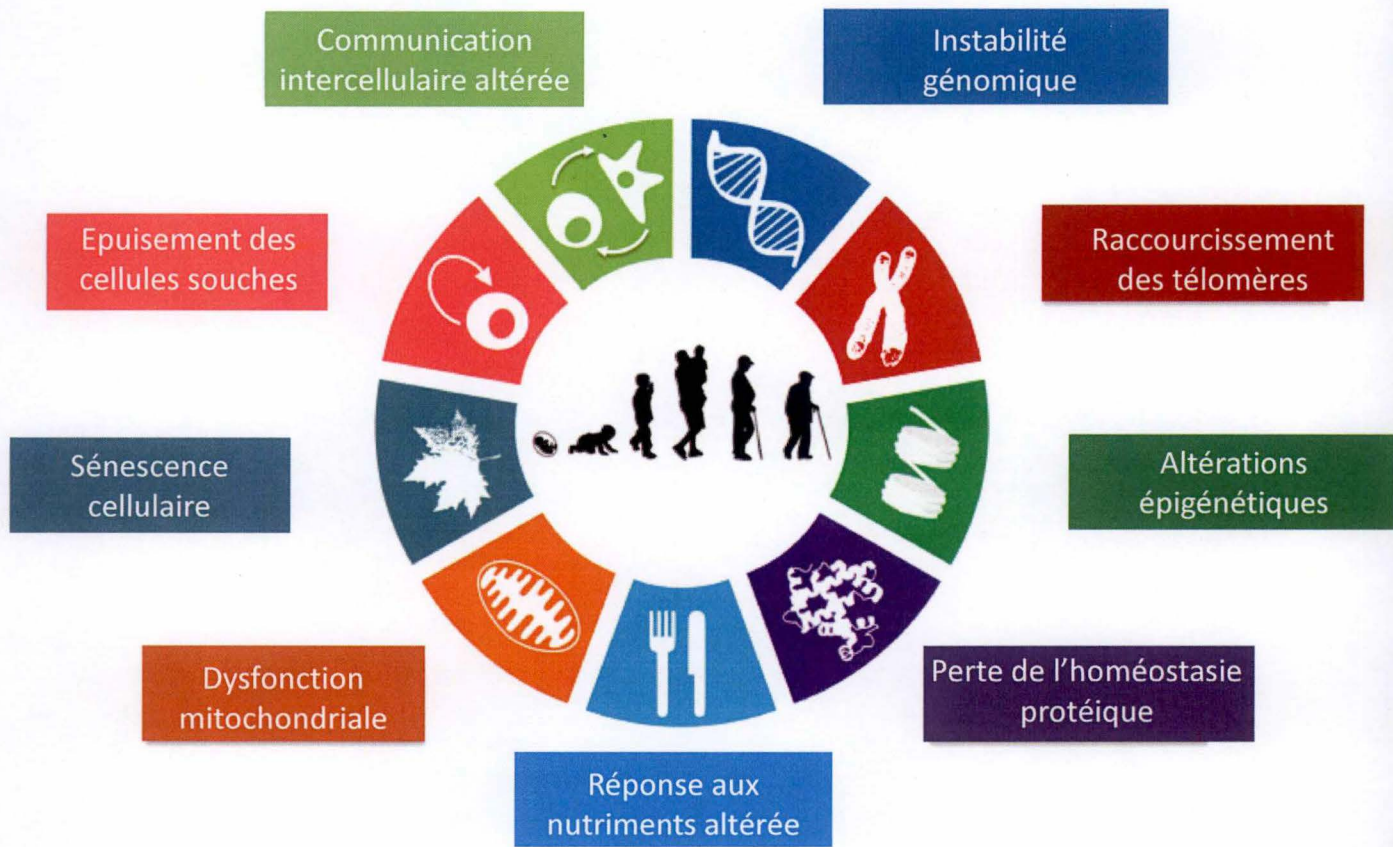 Communication
intercellulaire altérée
Instabilité
génomique
Epuisement des
cellules souches
Raccourcissement
des télomères
Sénescence
cellulaire
Altérations
épigénétiques
Dysfonction
mitochondriale
Perte de l’homéostasie
protéique
Réponse aux
nutriments altérée